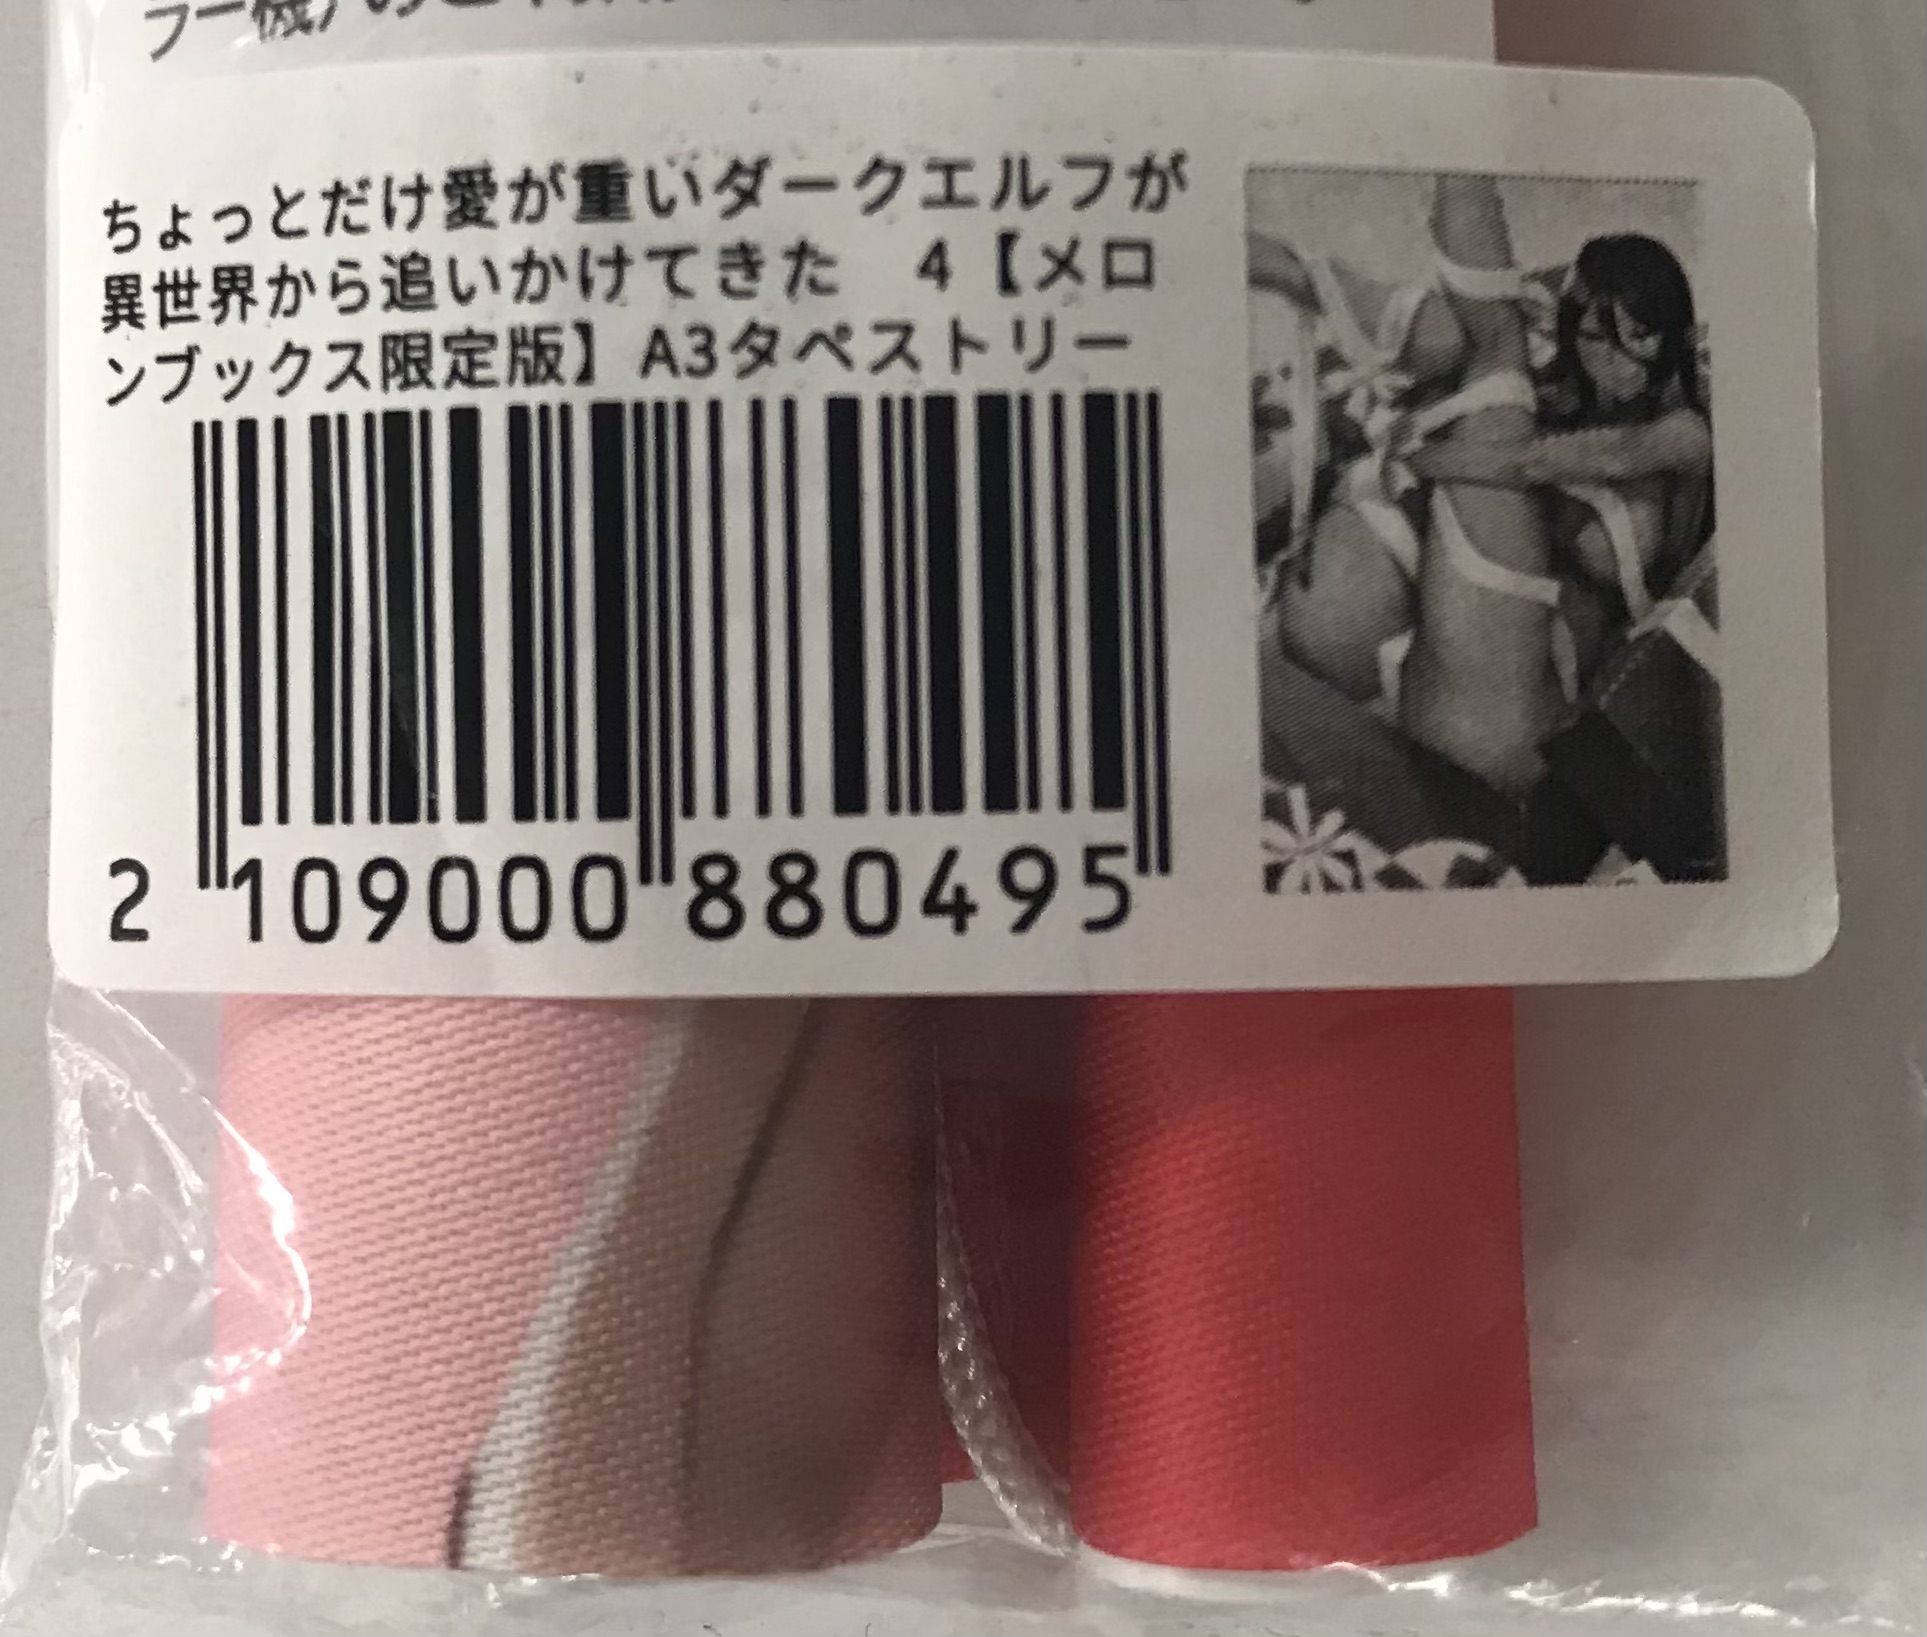 ちょっとだけ愛が重いダークエルフが
異世界から追いかけてきた　4【メロ
ンブックス限定版】A3タペストリー
2 109000 880495